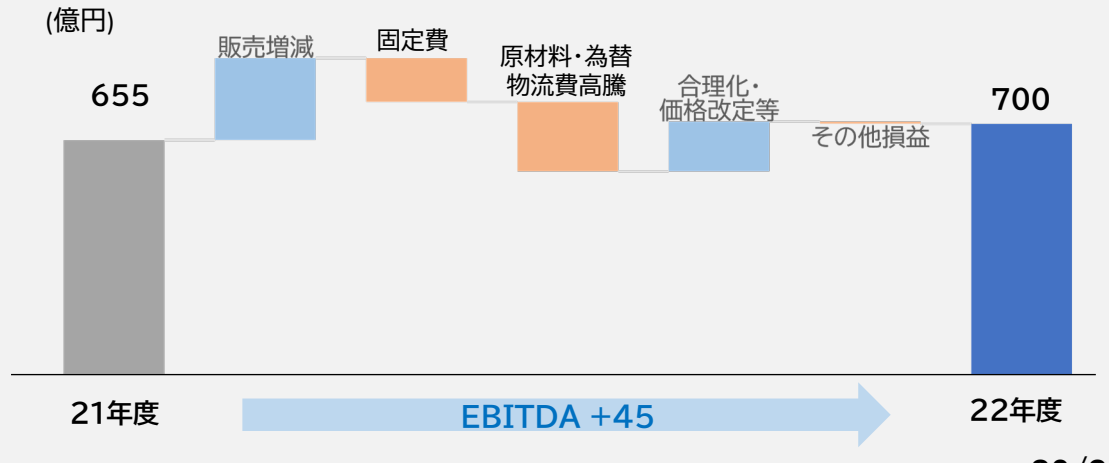 (億円)
655
販売増減
固定費
原材料・為替
物流費高騰
合理化・
価格改定等
その他損益
700
21年度
EBITDA +45
22年度